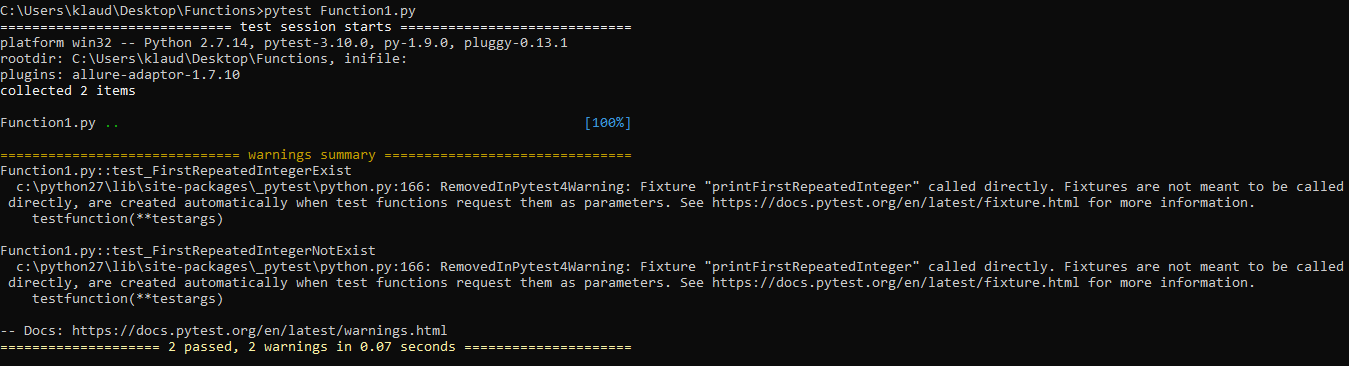 C:\Users\klaud\Desktop\Functions>pytest Function1.py
============================= test session starts =============================
platform win32 -- Python 2.7.14, pytest-3.10.0, py-1.9.0, pluggy-0.13.1
rootdir: C:\Users\klaud\Desktop\Functions, inifile:
plugins: allure-adaptor-1.7.10
collected 2 items
Function1.py ..                                                          [100%]
============================== warnings summary ===============================
Function1.py::test_FirstRepeatedIntegerExist
  c:\python27\lib\site-packages\_pytest\python.py:166: RemovedInPytest4Warning: Fixture "printFirstRepeatedInteger" called directly. Fixtures are not meant to be called
 directly, are created automatically when test functions request them as parameters. See https://docs.pytest.org/en/latest/fixture.html for more information.
    testfunction(**testargs)
Function1.py::test_FirstRepeatedIntegerNotExist
  c:\python27\lib\site-packages\_pytest\python.py:166: RemovedInPytest4Warning: Fixture "printFirstRepeatedInteger" called directly. Fixtures are not meant to be called
 directly, are created automatically when test functions request them as parameters. See https://docs.pytest.org/en/latest/fixture.html for more information.
    testfunction(**testargs)
-- Docs: https://docs.pytest.org/en/latest/warnings.html
==================== 2 passed, 2 warnings in 0.07 seconds =====================